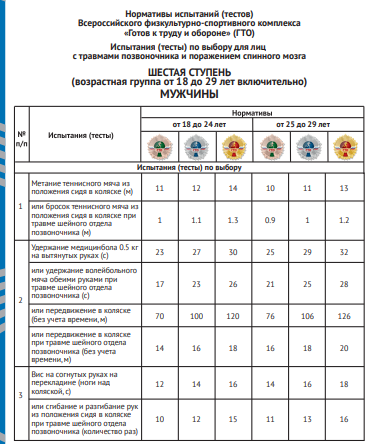 Нормативы испытаний (тестов)
Всероссийского физкультурно-спортивного комплекса
«Готов к труду и обороне» (ГТО)
Испытания (тесты) по выбору для лиц
с травмами позвоночника и поражением спинного мозга
ШЕСТАЯ СТУПЕНЬ
(возрастная группа от 18 до 29 лет включительно)
МУЖЧИНЫ
№ п/п Испытания (тесты) Нормативы
от 18 до 24 лет от 25 до 29 лет
Испытания (тесты) по выбору
1 Метание теннисного мяча из
положения сидя в коляске (м) 11 12 14 10 11 13
или бросок теннисного мяча из
положения сидя в коляске при
травме шейного отдела
позвоночника (м) 1 1.1 1.3 0.9 1 1.2
2 Удержание медицинбола 0.5 кг
на вытянутых руках (с) 23 27 30 25 29 32
или удержание волейбольного
мяча обеими руками при
травме шейного отдела
позвоночника (с) 17 23 26 21 25 28
или передвижение в коляске
(без учета времени, м) 70 100 120 76 106 126
или передвижение в коляске
при травме шейного отдела
позвоночника (без учета
времени, м) 14 16 18 16 18 20
3 Вис на согнутых руках на
перекладине (ноги над
коляской, с) 12 14 16 14 16 18
или сгибание и разгибание рук
из положения сидя в коляске
при травме шейного отдела
позвоночника (количество раз) 10 12 15 11 13 16